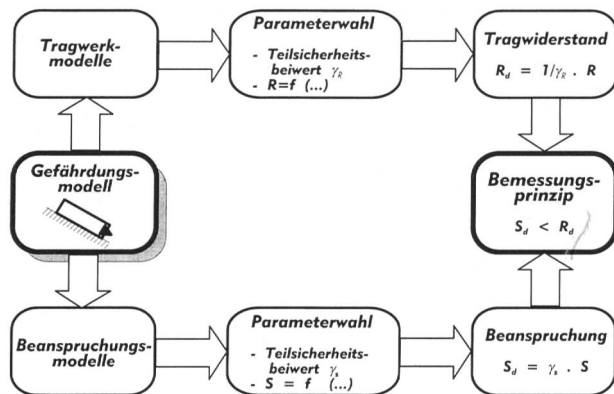 Tragwerk-
modelle
Parameterwahl
- Teilsicherheits-
beiwert γR
- R=f (...)
Tragwiderstand
Rd = 1/γR . R
Gefährdungs-
modell
Bemessungs-
prinzip
Sd < Rd
Beanspruchungs-
modelle
Parameterwahl
- Teilsicherheits-
beiwert γs
- S = f (...)
Beanspruchung
Sd = γs . S